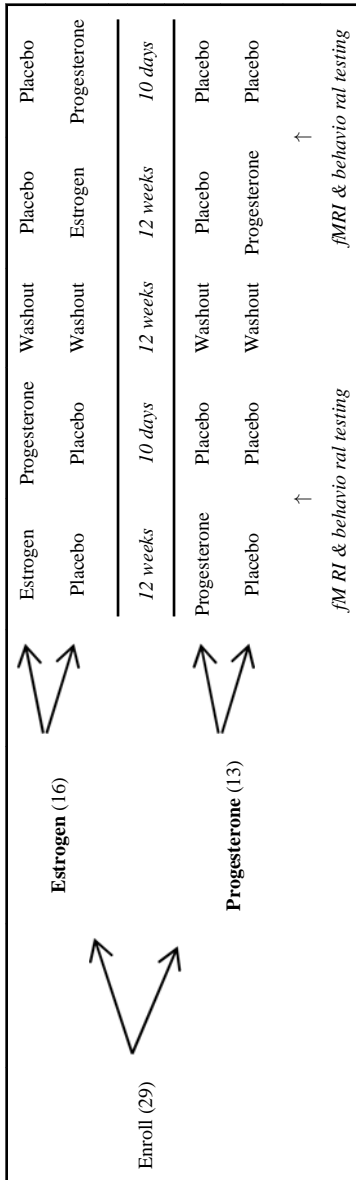 Enroll (29)
Estrogen (16)
Progesterone (13)
Estrogen Progesterone Washout Placebo Placebo
Placebo Placebo Washout Estrogen Progesterone
12 weeks 10 days 12 weeks 12 weeks 10 days
Progesterone Placebo Washout Placebo Placebo
Placebo Placebo Washout Progesterone Placebo
↑ ↑
fM RI & behavio ral testing fMRI & behavio ral testing